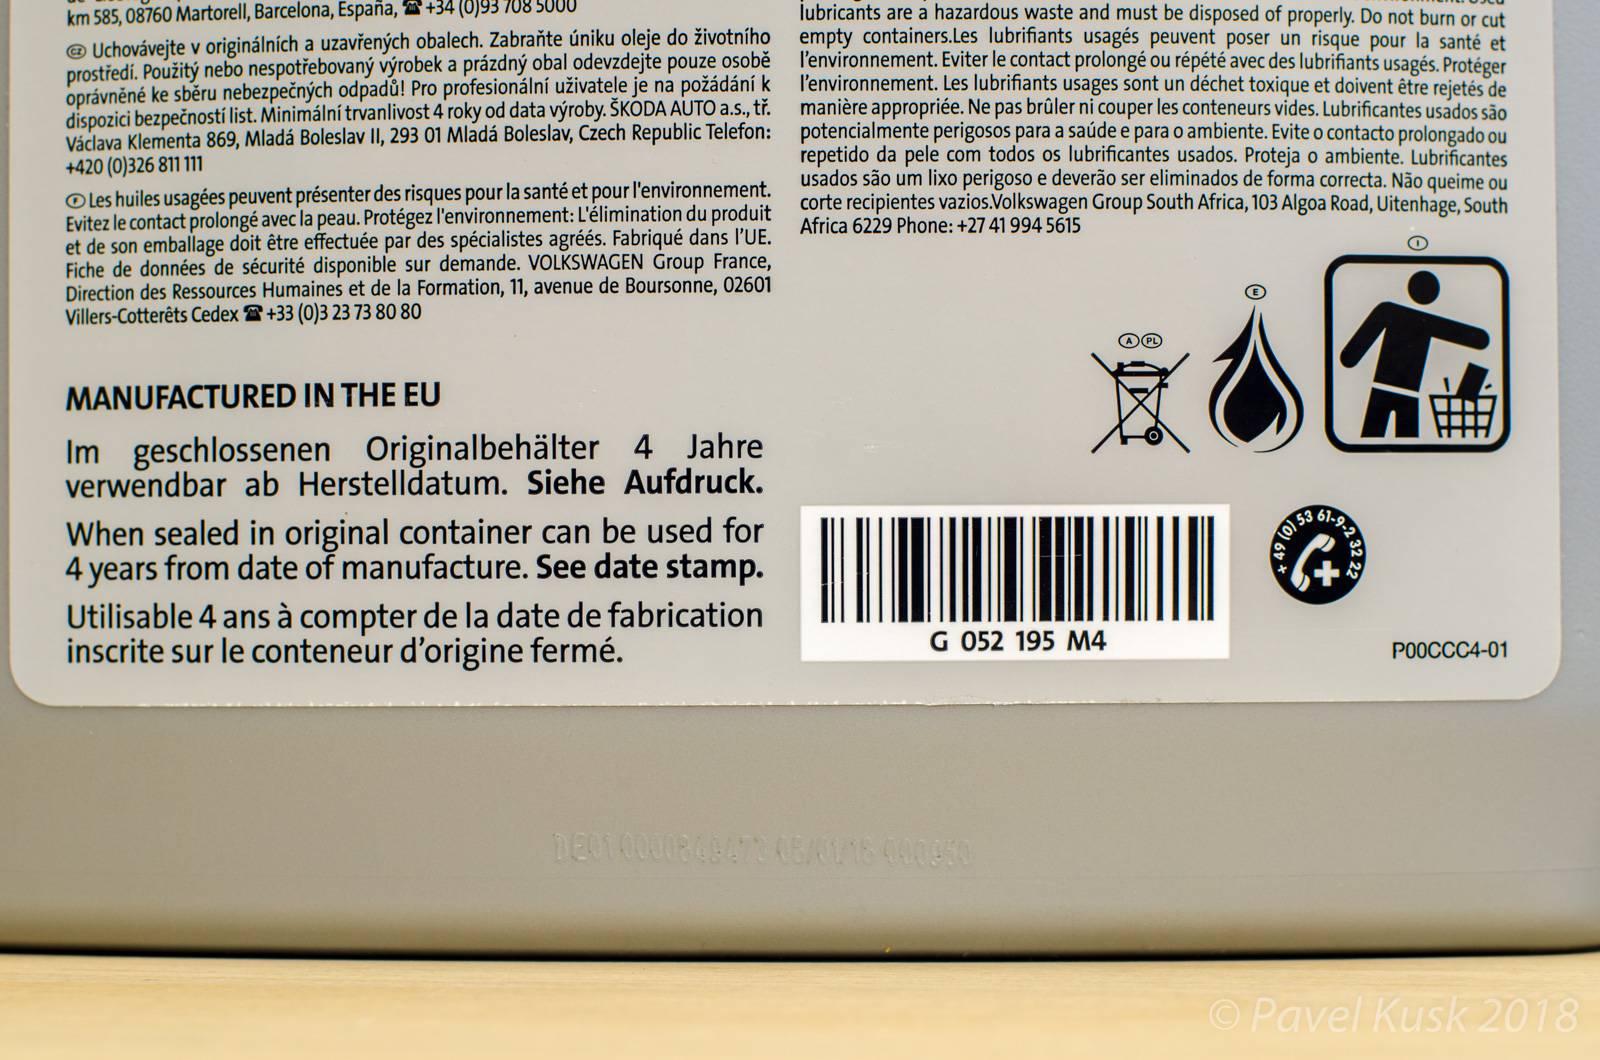 km 585, 08760 Martorell, Barcelona, España, ☎ +34 (0)93 708 5000
CZ Uchovávejte v originálních a uzavřených obalech. Zabraňte úniku oleje do životního
prostředí. Použitý nebo nespotřebovaný výrobek a prázdný obal odevzdejte pouze osobě
oprávněné ke sběru nebezpečných odpadů! Pro profesionální uživatele je na požádání k
dispozici bezpečností list. Minimální trvanlivost 4 roky od data výroby. ŠKODA AUTO a.s., tř.
Václava Klementa 869, Mladá Boleslav II, 293 01 Mladá Boleslav, Czech Republic Telefon:
+420 (0)326 811 111
F Les huiles usagées peuvent présenter des risques pour la santé et pour l'environnement.
Evitez le contact prolongé avec la peau. Protégez l'environnement: L'élimination du produit
et de son emballage doit être effectuée par des spécialistes agréés. Fabriqué dans l'UE.
Fiche de données de sécurité disponible sur demande. VOLKSWAGEN Group France,
Direction des Ressources Humaines et de la Formation, 11, avenue de Boursonne, 02601
Villers-Cotterêts Cedex ☎ +33 (0)3 23 73 80 80
MANUFACTURED IN THE EU
Im geschlossenen Originalbehälter 4 Jahre
verwendbar ab Herstelldatum. Siehe Aufdruck.
When sealed in original container can be used for
4 years from date of manufacture. See date stamp.
Utilisable 4 ans à compter de la date de fabrication
inscrite sur le conteneur d'origine fermé.
lubricants are a hazardous waste and must be disposed of properly. Do not burn or cut
empty containers.Les lubrifiants usagés peuvent poser un risque pour la santé et
l'environnement. Eviter le contact prolongé ou répété avec des lubrifiants usagés. Protéger
l'environnement. Les lubrifiants usages sont un déchet toxique et doivent être rejetés de
manière appropriée. Ne pas brûler ni couper les conteneurs vides. Lubrificantes usados são
potencialmente perigosos para a saúde e para o ambiente. Evite o contacto prolongado ou
repetido da pele com todos os lubrificantes usados. Proteja o ambiente. Lubrificantes
usados são um lixo perigoso e deverão ser eliminados de forma correcta. Não queime ou
corte recipientes vazios.Volkswagen Group South Africa, 103 Algoa Road, Uitenhage, South
Africa 6229 Phone: +27 41 994 5615
I
E
A PL
+ 49 (0) 53 61-9-2 32 22
G 052 195 M4
P00CCC4-01
DE01
© Pavel Kusk 2018